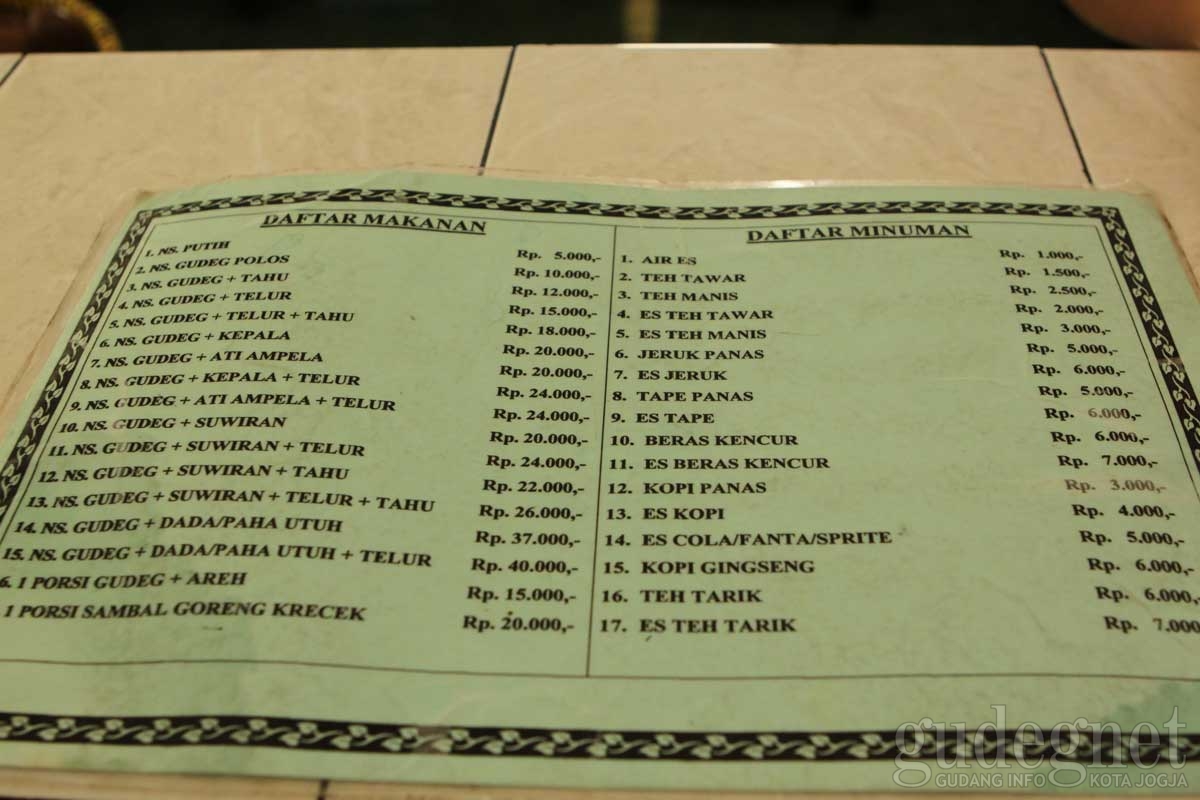 DAFTAR MAKANAN
1. NS. PUTIH Rp. 5.000,-
2. NS. GUDEG POLOS Rp. 10.000,-
3. NS. GUDEG + TAHU Rp. 12.000,-
4. NS. GUDEG + TELUR Rp. 15.000,-
5. NS. GUDEG + TELUR + TAHU Rp. 18.000,-
6. NS. GUDEG + KEPALA Rp. 20.000,-
7. NS. GUDEG + ATI AMPELA Rp. 20.000,-
8. NS. GUDEG + KEPALA + TELUR Rp. 24.000,-
9. NS. GUDEG + ATI AMPELA + TELUR Rp. 24.000,-
10. NS. GUDEG + SUWIRAN Rp. 20.000,-
11. NS. GUDEG + SUWIRAN + TELUR Rp. 24.000,-
12. NS. GUDEG + SUWIRAN + TAHU Rp. 22.000,-
13. NS. GUDEG + SUWIRAN + TELUR + TAHU Rp. 26.000,-
14. NS. GUDEG + DADA/PAHA UTUH Rp. 37.000,-
15. NS. GUDEG + DADA/PAHA UTUH + TELUR Rp. 40.000,-
6. 1 PORSI GUDEG + AREH Rp. 15.000,-
1 PORSI SAMBAL GORENG KRECEK Rp. 20.000,-
DAFTAR MINUMAN
1. AIR ES Rp. 1.000,-
2. TEH TAWAR Rp. 1.500,-
3. TEH MANIS Rp. 2.500,-
4. ES TEH TAWAR Rp. 2.000,-
5. ES TEH MANIS Rp. 3.000,-
6. JERUK PANAS Rp. 5.000,-
7. ES JERUK Rp. 6.000,-
8. TAPE PANAS Rp. 5.000,-
9. ES TAPE Rp. 6.000,-
10. BERAS KENCUR Rp. 6.000,-
11. ES BERAS KENCUR Rp. 7.000,-
12. KOPI PANAS Rp. 3.000,-
13. ES KOPI Rp. 4.000,-
14. ES COLA/FANTA/SPRITE Rp. 5.000,-
15. KOPI GINGSENG Rp. 6.000,-
16. TEH TARIK Rp. 6.000,-
17. ES TEH TARIK Rp. 7.000
gudegnet
GUDANG INFO KOTA JOGJA